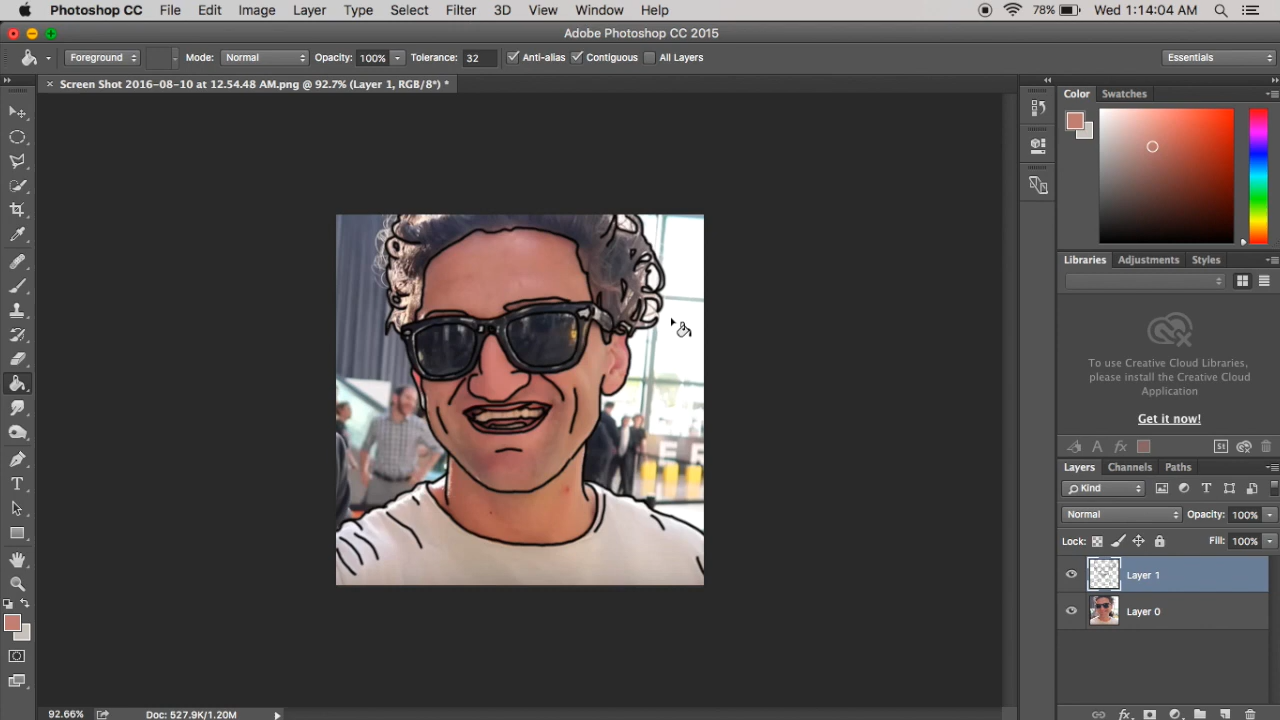 Photoshop CC File Edit Image Layer Type Select Filter 3D View Window Help 78% Wed 1:14:04 AM
Adobe Photoshop CC 2015
Foreground Mode: Normal Opacity: 100% Tolerance: 32 Anti-alias Contiguous All Layers Essentials
× Screen Shot 2016-08-10 at 12.54.48 AM.png @ 92.7% (Layer 1, RGB/8*) *
Color Swatches
Libraries Adjustments Styles
To use Creative Cloud Libraries,
please install the Creative Cloud
Application
Get it now!
Layers Channels Paths
Kind
Normal Opacity: 100%
Lock: Fill: 100%
Layer 1
Layer 0
92.66% Doc: 527.9K/1.20M